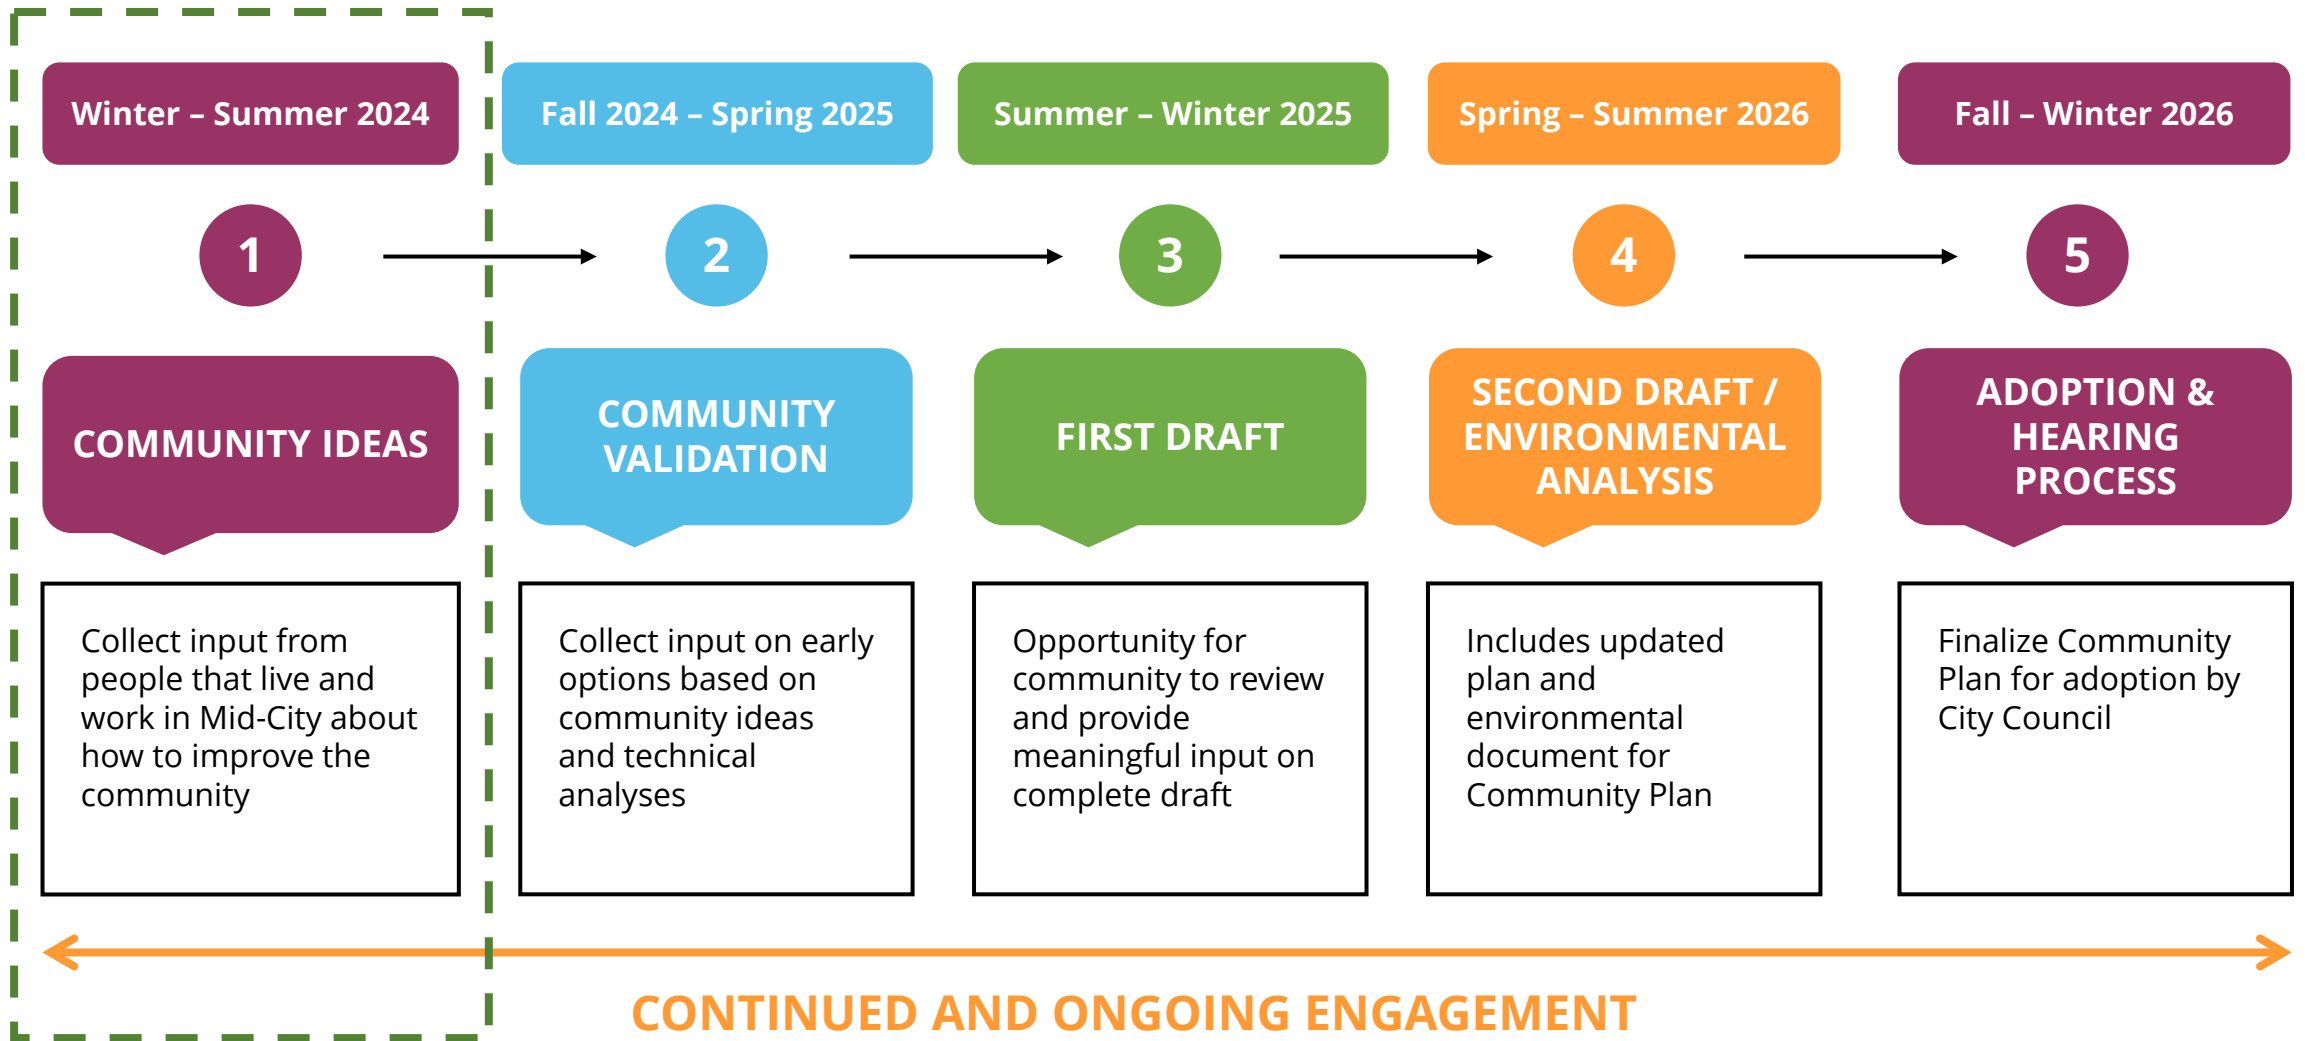 Winter – Summer 2024
Fall 2024 – Spring 2025
Summer – Winter 2025
Spring – Summer 2026
Fall – Winter 2026
1
2
3
4
5
COMMUNITY IDEAS
COMMUNITY
VALIDATION
FIRST DRAFT
SECOND DRAFT /
ENVIRONMENTAL
ANALYSIS
ADOPTION &
HEARING
PROCESS
Collect input from
people that live and
work in Mid-City about
how to improve the
community
Collect input on early
options based on
community ideas
and technical
analyses
Opportunity for
community to review
and provide
meaningful input on
complete draft
Includes updated
plan and
environmental
document for
Community Plan
Finalize Community
Plan for adoption by
City Council
CONTINUED AND ONGOING ENGAGEMENT